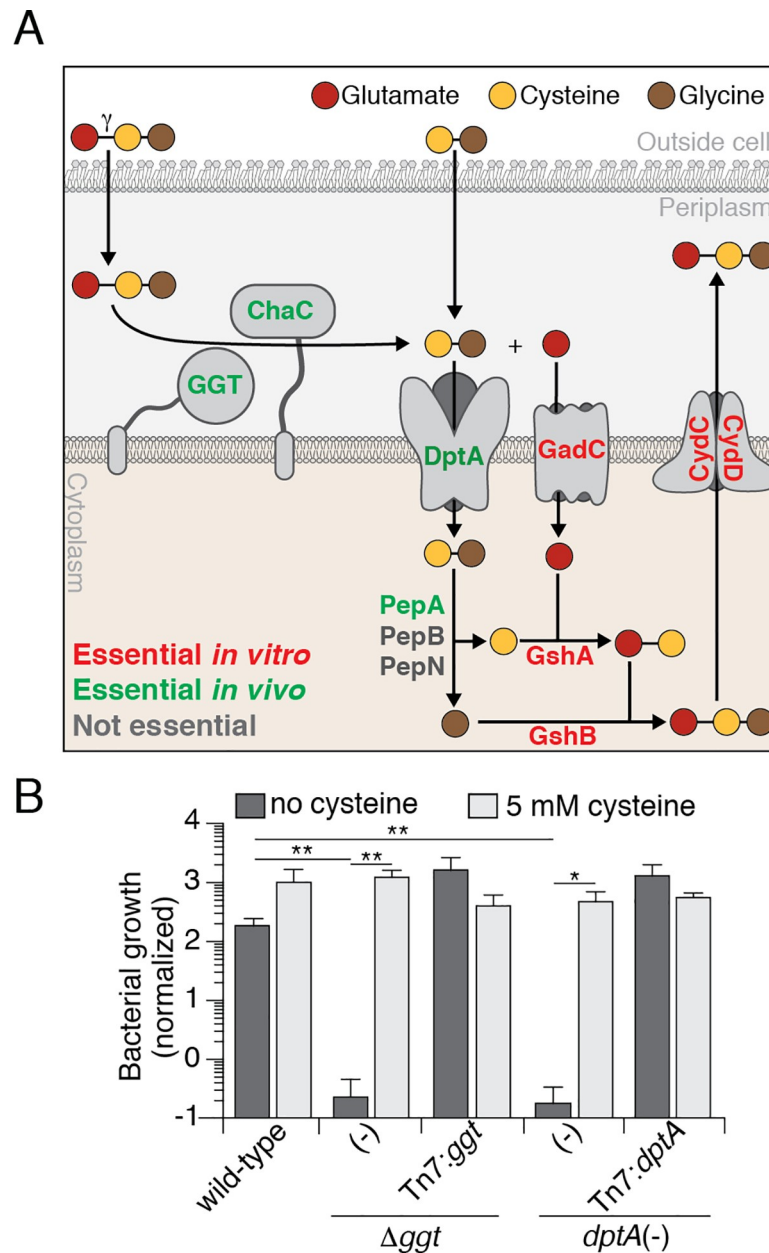 A
Glutamate Cysteine Glycine
γ
Outside cell
Periplasm
ChaC
+
GGT
DptA
GadC
CydC
CydD
Cytoplasm
PepA
PepB
PepN
Essential in vitro
Essential in vivo
Not essential
GshA
GshB
B
no cysteine 5 mM cysteine
Bacterial growth
(normalized)
4
3
2
1
0
-1
**
** **
*
wild-type
(-)
Tn7:ggt
(-)
Tn7:dptA
Δggt
dptA(-)